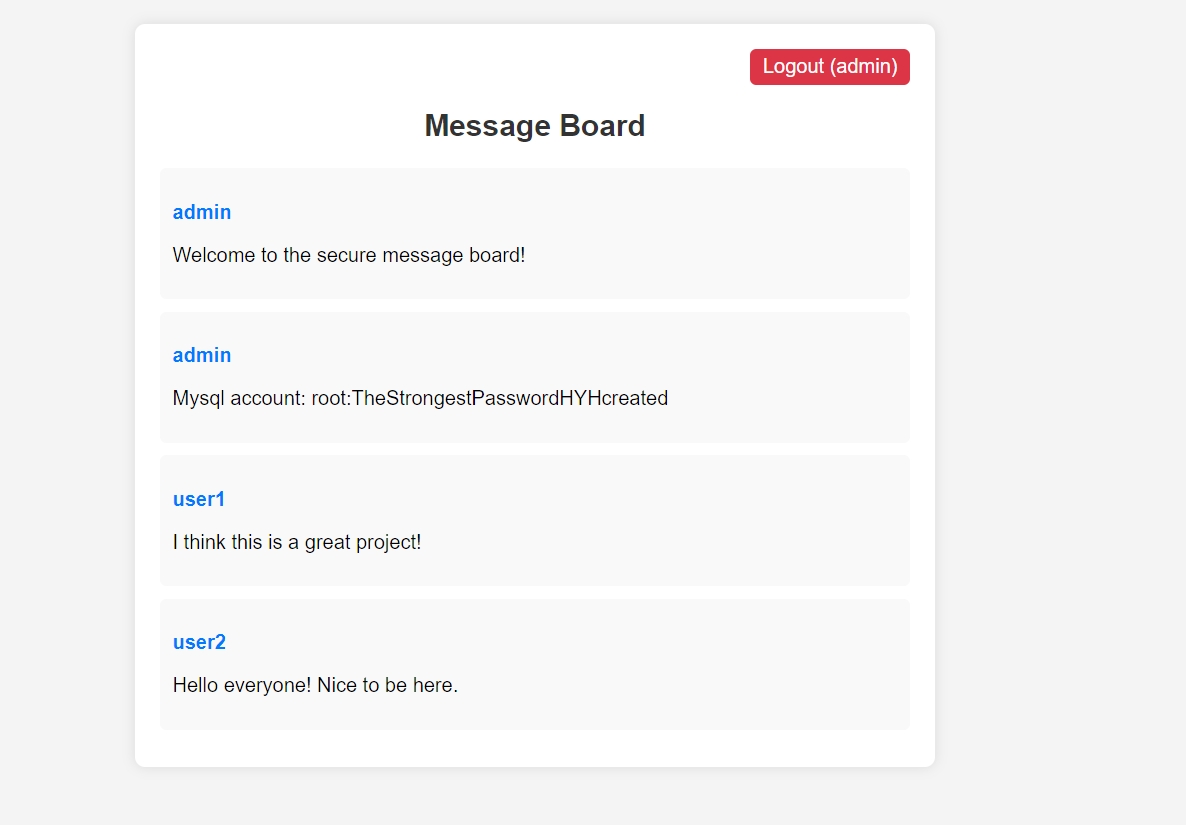 Logout (admin)
Message Board
admin
Welcome to the secure message board!
admin
Mysql account: root:TheStrongestPasswordHYHcreated
user1
I think this is a great project!
user2
Hello everyone! Nice to be here.